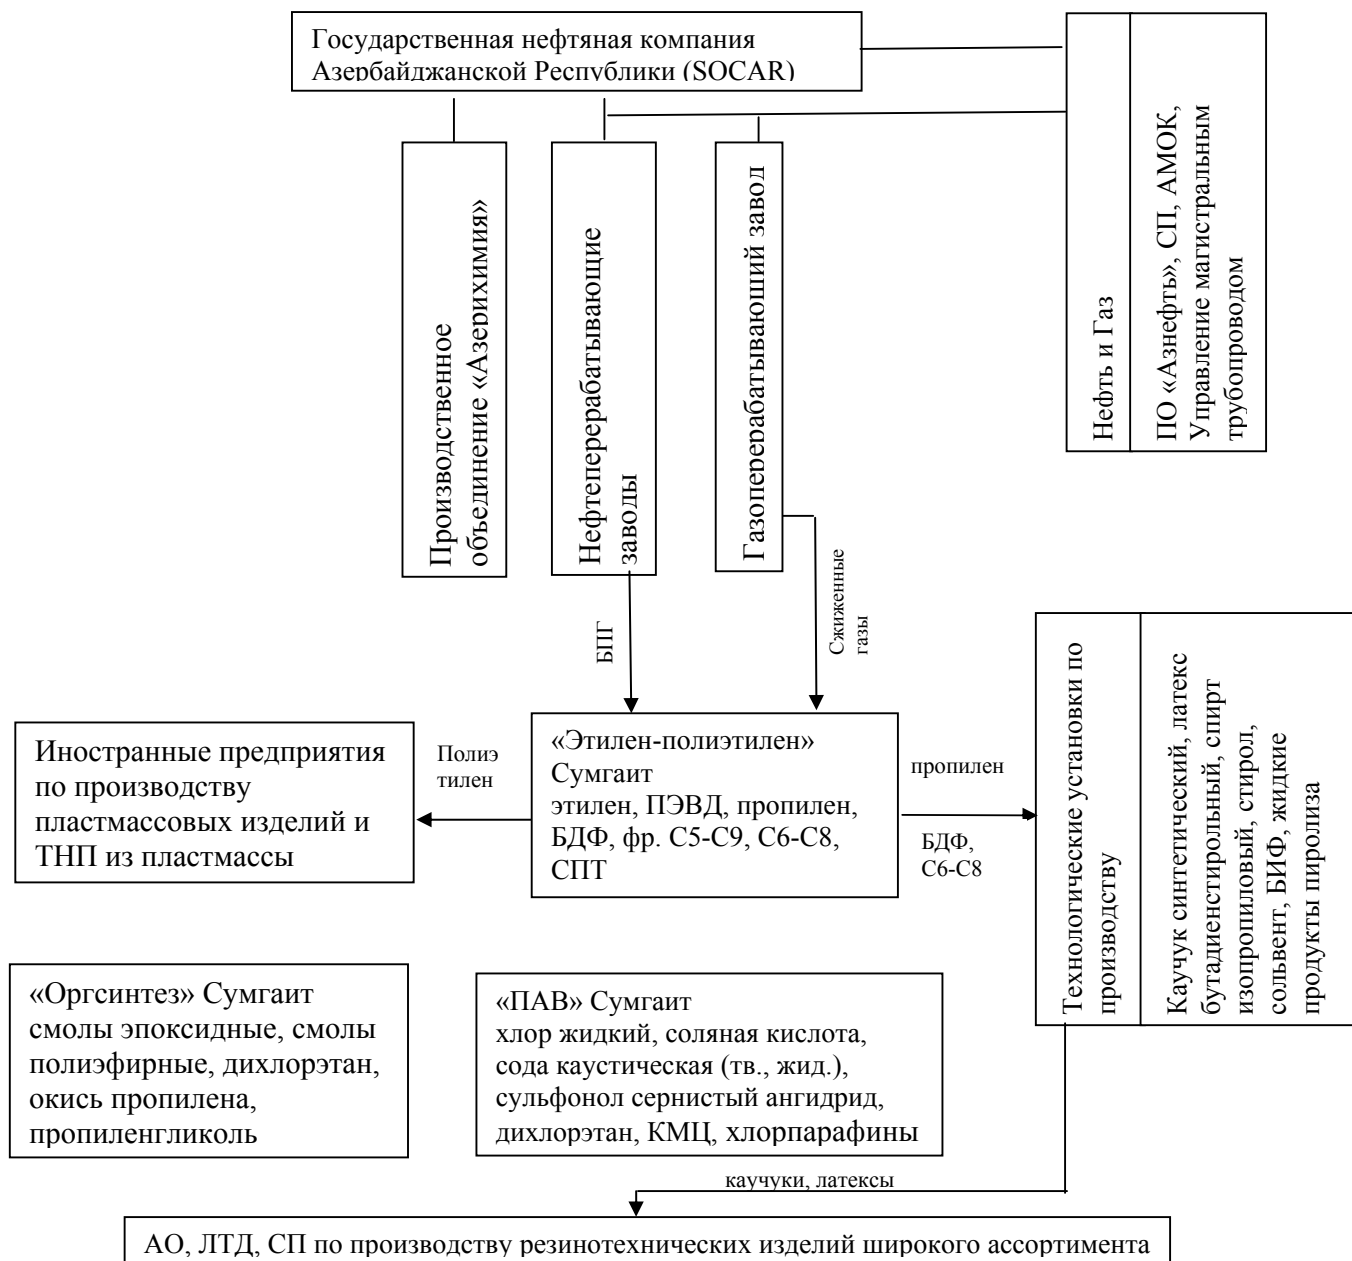 Государственная нефтяная компания
Азербайджанской Республики (SOCAR)
Производственное
объединение «Азерихимия»
Нефтеперерабатывающие
заводы
Газоперерабатывающий завод
Нефть и Газ
ПО «Азнефть», СП, АМОК,
Управление магистральным
трубопроводом
БПГ
Сжиженные
газы
Иностранные предприятия
по производству
пластмассовых изделий и
ТНП из пластмассы
Полиэ
тилен
«Этилен-полиэтилен»
Сумгаит
этилен, ПЭВД, пропилен,
БДФ, фр. С5-С9, С6-С8,
СПТ
пропилен
БДФ,
С6-С8
Технологические установки по
производству
Каучук синтетический, латекс
бутадиенстирольный, спирт
изопропиловый, стирол,
сольвент, БИФ, жидкие
продукты пиролиза
«Оргсинтез» Сумгаит
смолы эпоксидные, смолы
полиэфирные, дихлорэтан,
окись пропилена,
пропиленгликоль
«ПАВ» Сумгаит
хлор жидкий, соляная кислота,
сода каустическая (тв., жид.),
сульфонол сернистый ангидрид,
дихлорэтан, КМЦ, хлорпарафины
каучуки, латексы
АО, ЛТД, СП по производству резинотехнических изделий широкого ассортимента